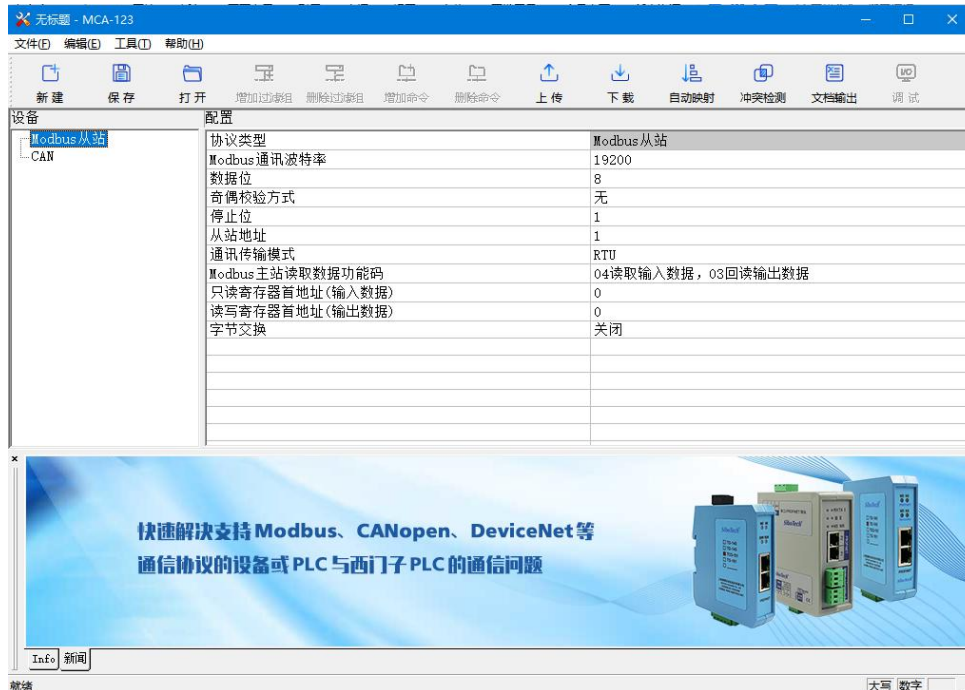 无标题 - MCA-123
文件(F) 编辑(E) 工具(T) 帮助(H)
新建 保存 打开 增加过滤组 删除过滤组 增加命令 删除命令 上传 下载 自动映射 冲突检测 文档输出 调试
设备
Modbus从站
CAN
配置
协议类型 Modbus从站
Modbus通讯波特率 19200
数据位 8
奇偶校验方式 无
停止位 1
从站地址 1
通讯传输模式 RTU
Modbus主站读取数据功能码 04读取输入数据，03回读输出数据
只读寄存器首地址(输入数据) 0
读写寄存器首地址(输出数据) 0
字节交换 关闭
快速解决支持Modbus、CANopen、DeviceNet等
通信协议的设备或PLC与西门子PLC的通信问题
Info 新闻
就绪 大写 数字